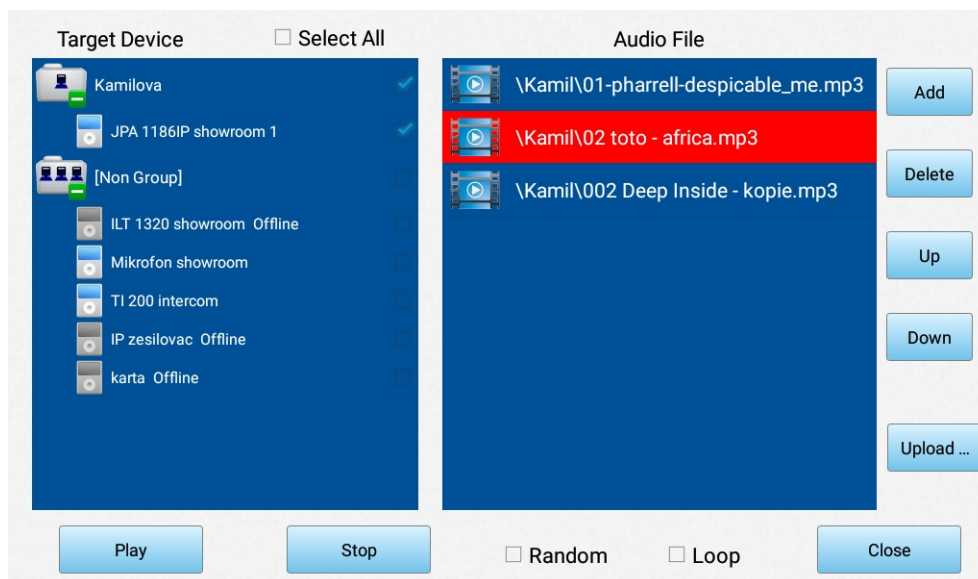 Target Device
Select All
Audio File
Kamilova
JPA 1186IP showroom 1
[Non Group]
ILT 1320 showroom Offline
Mikrofon showroom
TI 200 intercom
IP zesilovac Offline
karta Offline
\Kamil\01-pharrell-despicable_me.mp3
\Kamil\02 toto - africa.mp3
\Kamil\002 Deep Inside - kopie.mp3
Add
Delete
Up
Down
Upload ...
Play
Stop
Random
Loop
Close